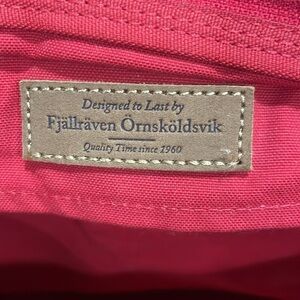 Designed to Last by
Fjällräven Örnsköldsvik
Quality Time since 1960